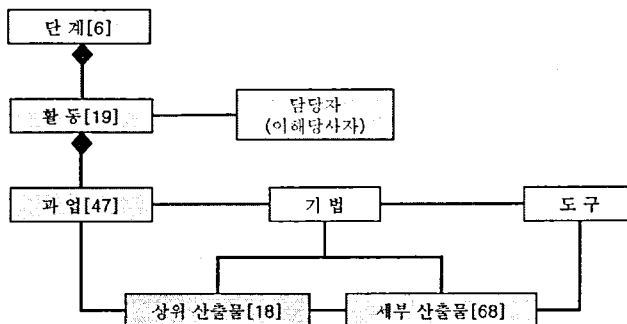 단 계[6]
활 동[19]
담당자
(이해당사자)
과 업[47]
기 법
도 구
상위 산출물[18]
세부 산출물[68]